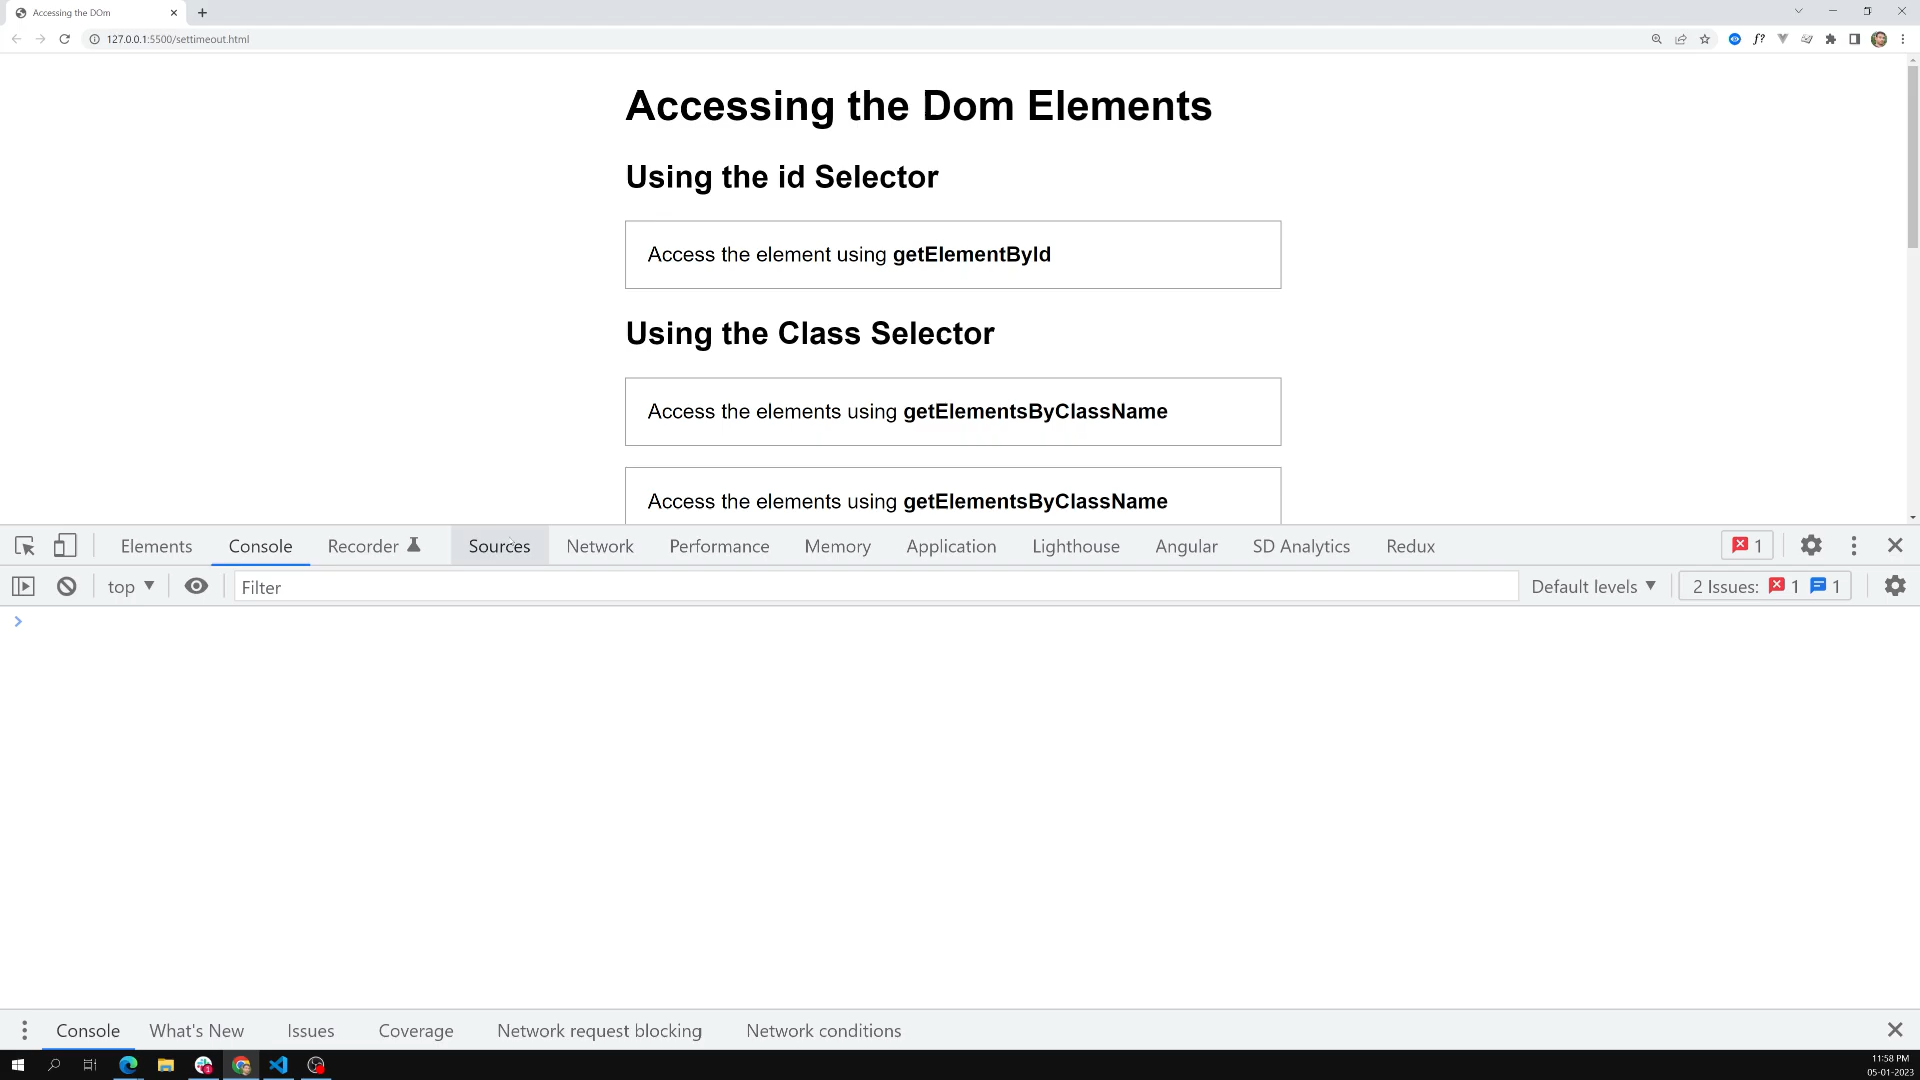 Accessing the DOm
127.0.0.1:5500/settimeout.html
f?
Accessing the Dom Elements
Using the id Selector
Access the element using getElementById
Using the Class Selector
Access the elements using getElementsByClassName
Access the elements using getElementsByClassName
Elements Console Recorder Sources Network Performance Memory Application Lighthouse Angular SD Analytics Redux 1
top Filter Default levels 2 Issues: 1 1
Console What's New Issues Coverage Network request blocking Network conditions
11:58 PM
05-01-2023